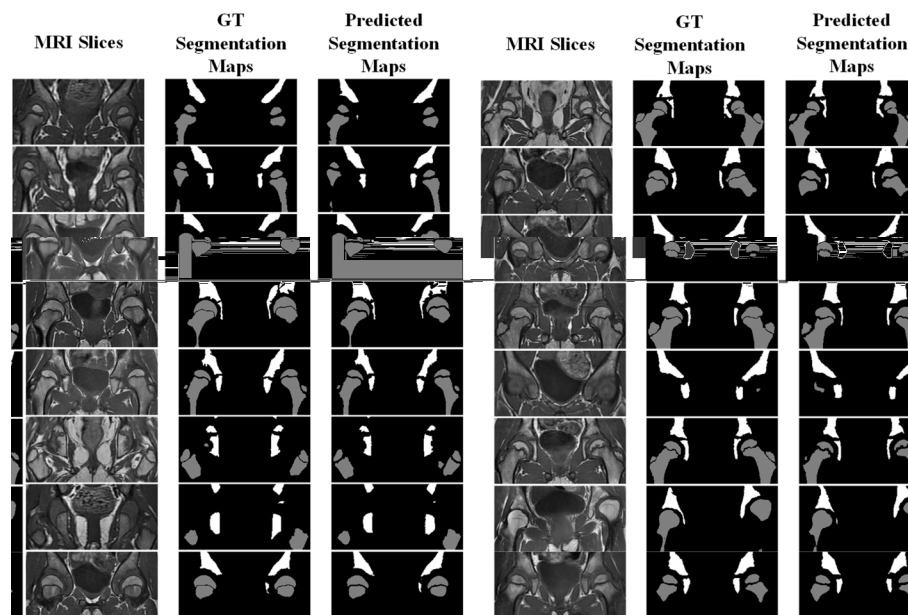 MRI Slices
GT
Segmentation
Maps
Predicted
Segmentation
Maps
MRI Slices
GT
Segmentation
Maps
Predicted
Segmentation
Maps